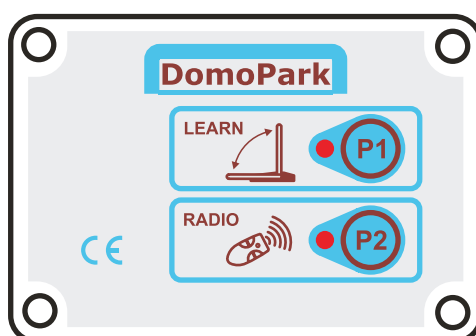 DomoPark
LEARN
P1
RADIO
P2
CE